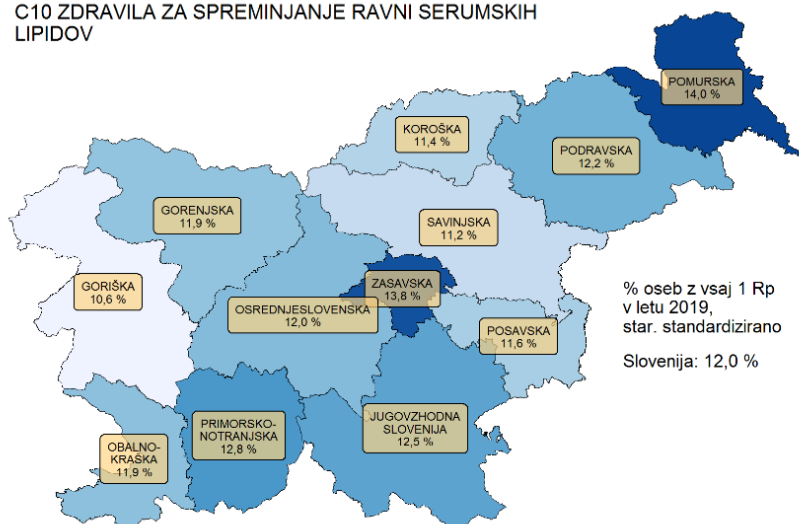 C10 ZDRAVILA ZA SPREMINJANJE RAVNI SERUMSKIH
LIPIDOV
POMURSKA
14,0 %
KOROŠKA
11,4 %
PODRAVSKA
12,2 %
GORENJSKA
11,9 %
SAVINJSKA
11,2 %
GORIŠKA
10,6 %
ZASAVSKA
13,8 %
OSREDNJESLOVENSKA
12,0 %
POSAVSKA
11,6 %
% oseb z vsaj 1 Rp
v letu 2019,
star. standardizirano
Slovenija: 12,0 %
PRIMORSKO-
NOTRANJSKA
12,8 %
JUGOVZHODNA
SLOVENIJA
12,5 %
OBALNO-
KRAŠKA
11,9 %